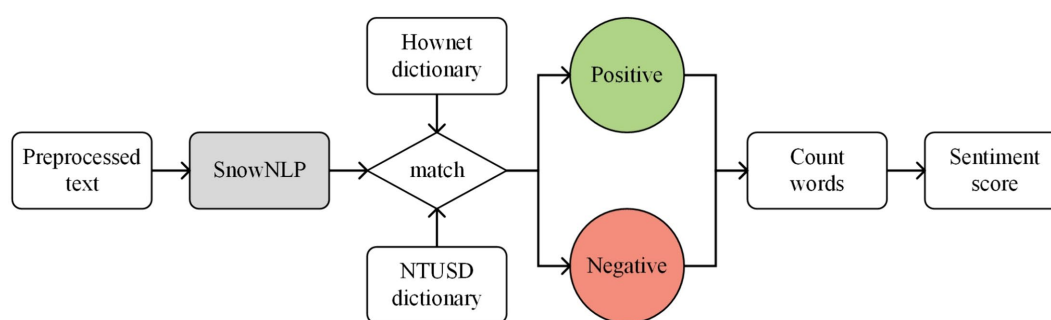 Preprocessed
text
SnowNLP
Hownet
dictionary
match
NTUSD
dictionary
Positive
Negative
Count
words
Sentiment
score